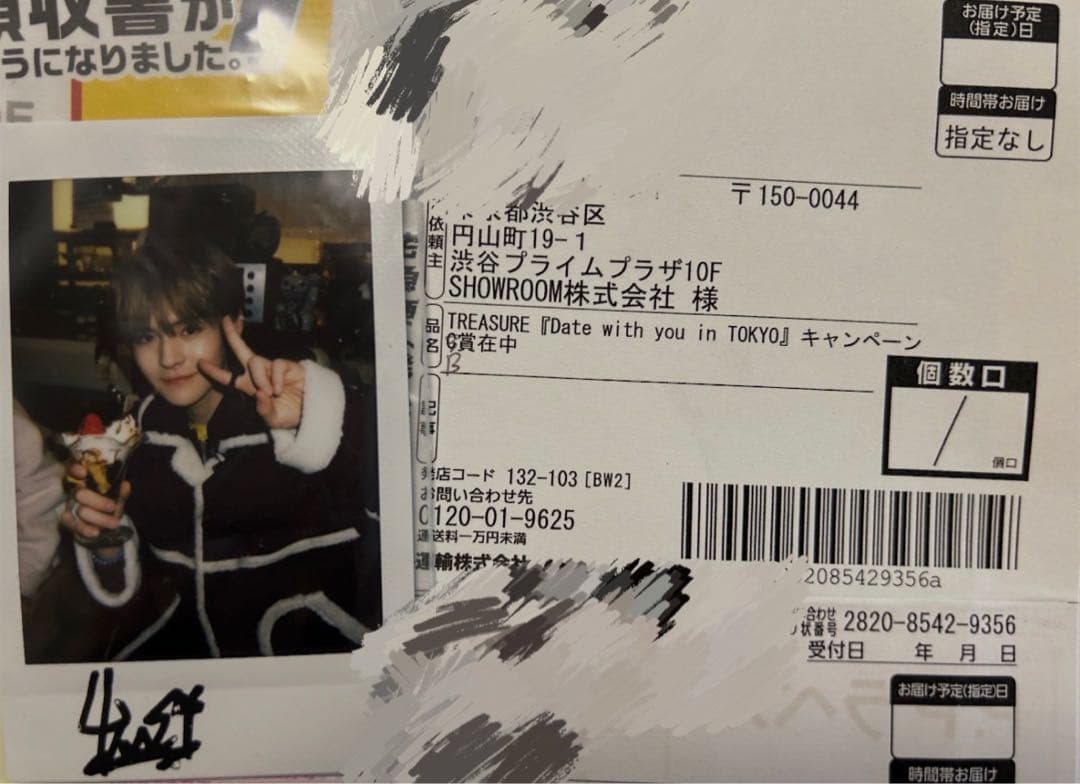 領収書が
うになりました。
お届け予定
(指定)日
時間帯お届け
指定なし
〒150-0044
京都渋谷区
依頼主
円山町19-1
渋谷プライムプラザ10F
SHOWROOM株式会社 様
品名
TREASURE『Date with you in TOKYO』キャンペーン
賞在中
B
個数口
個口
記事
発店コード 132-103[BW2]
お問い合わせ先
0120-01-9625
運送料一万円未満
運輸株式会社
2085429356a
合わせ
状番号
2820-8542-9356
受付日 年 月 日
お届け予定(指定)日
時間帯お届け